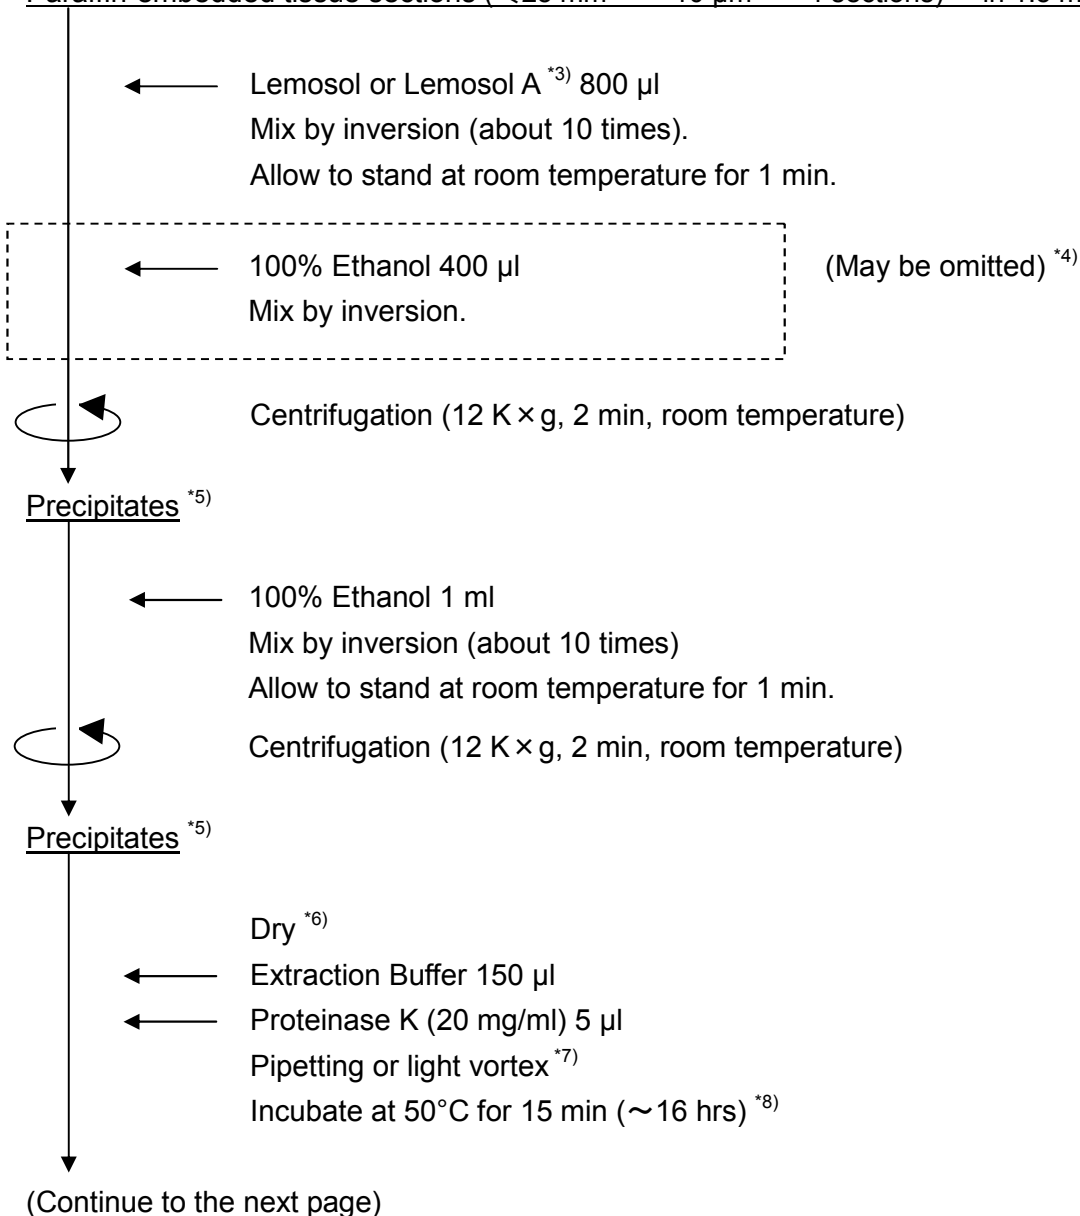 Lemosol or Lemosol A *3) 800 µl
Mix by inversion (about 10 times).
Allow to stand at room temperature for 1 min.
100% Ethanol 400 µl (May be omitted) *4)
Mix by inversion.
Centrifugation (12 K×g, 2 min, room temperature)
Precipitates *5)
100% Ethanol 1 ml
Mix by inversion (about 10 times)
Allow to stand at room temperature for 1 min.
Centrifugation (12 K×g, 2 min, room temperature)
Precipitates *5)
Dry *6)
Extraction Buffer 150 µl
Proteinase K (20 mg/ml) 5 µl
Pipetting or light vortex *7)
Incubate at 50°C for 15 min (～16 hrs) *8)
(Continue to the next page)